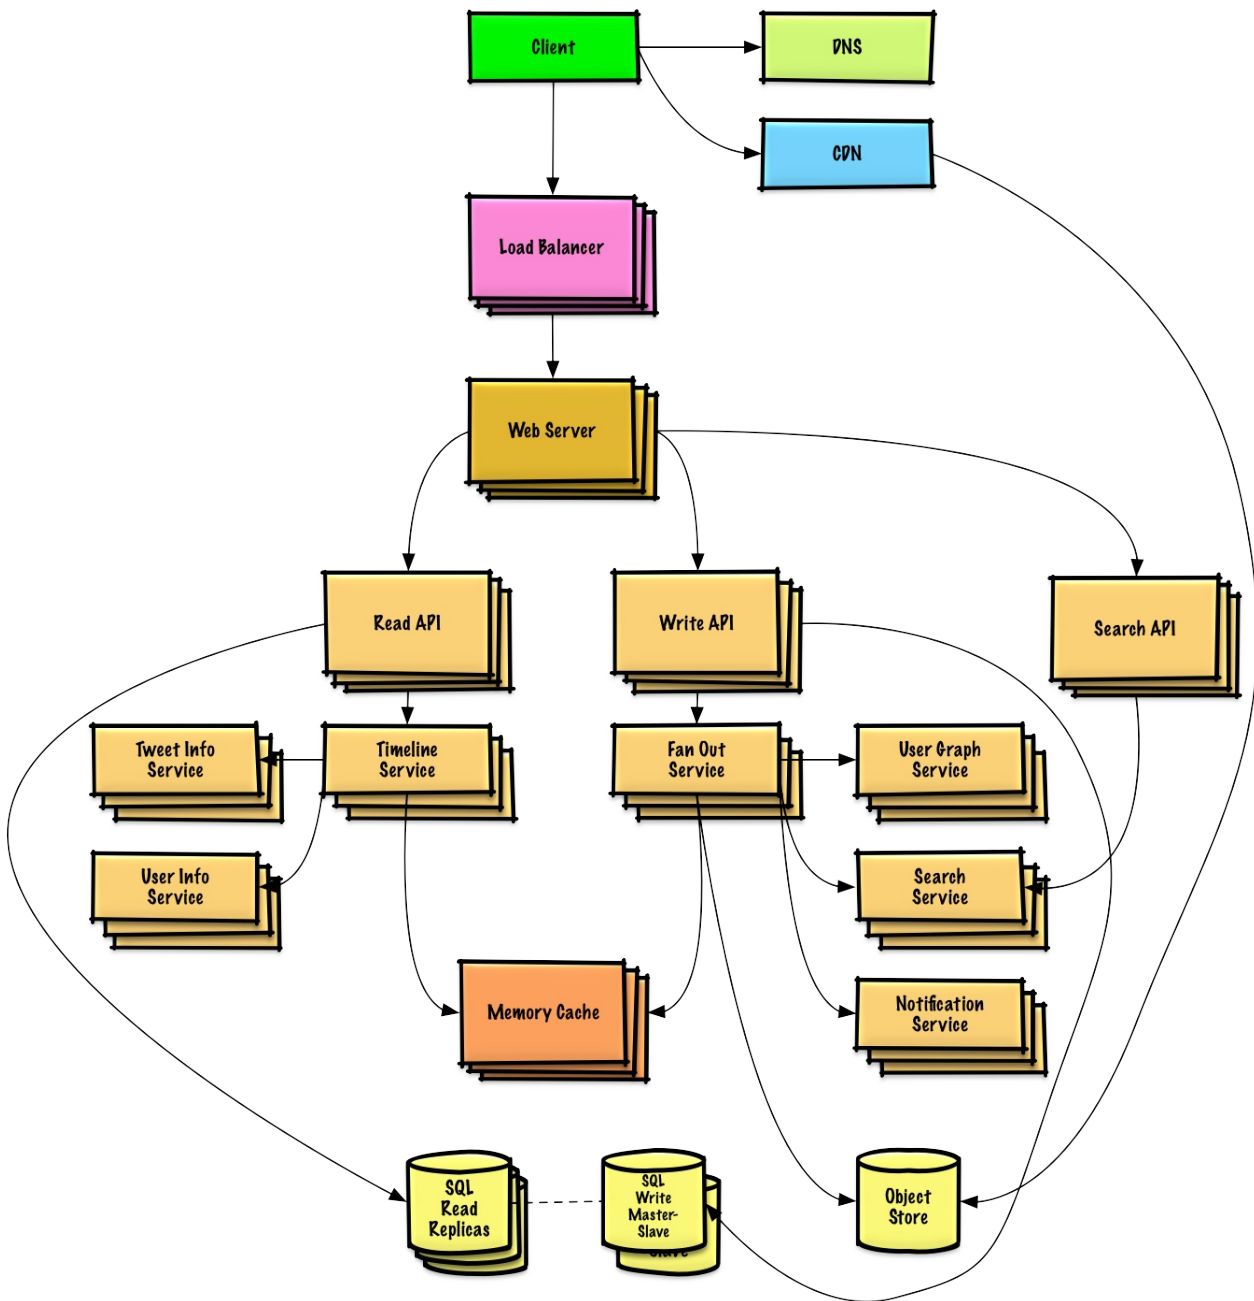 Client
DNS
CDN
Load Balancer
Web Server
Read API
Write API
Search API
Tweet Info
Service
Timeline
Service
Fan Out
Service
User Graph
Service
User Info
Service
Search
Service
Memory Cache
Notification
Service
SQL
Read
Replicas
SQL
Write
Master-
Slave
Slave
Object
Store